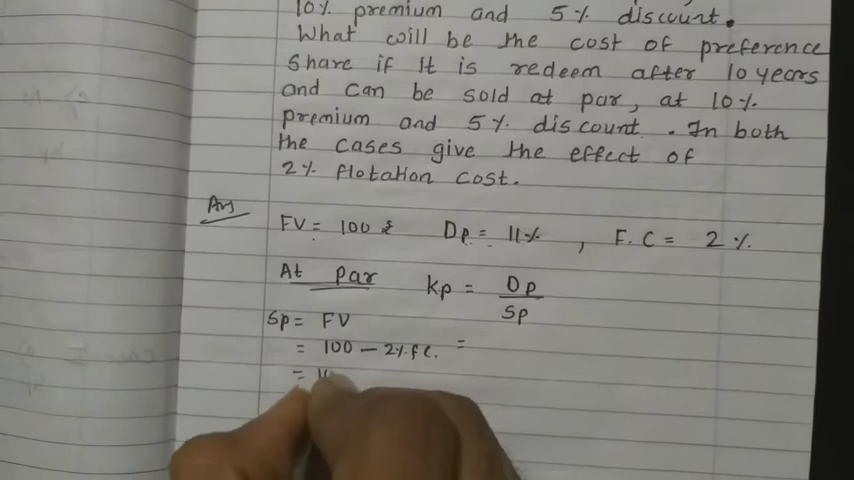 10% premium and 5% discount.
What will be the cost of preference
Share if it is redeem after 10 years
and can be sold at par, at 10%
premium and 5% discount. In both
the cases give the effect of
2% flotation cost.
Ans
FV = 100 ₹ Dp = 11% , F.C = 2%
At Par Kp = Dp / Sp
Sp = FV
= 100 - 2% f c. =
=